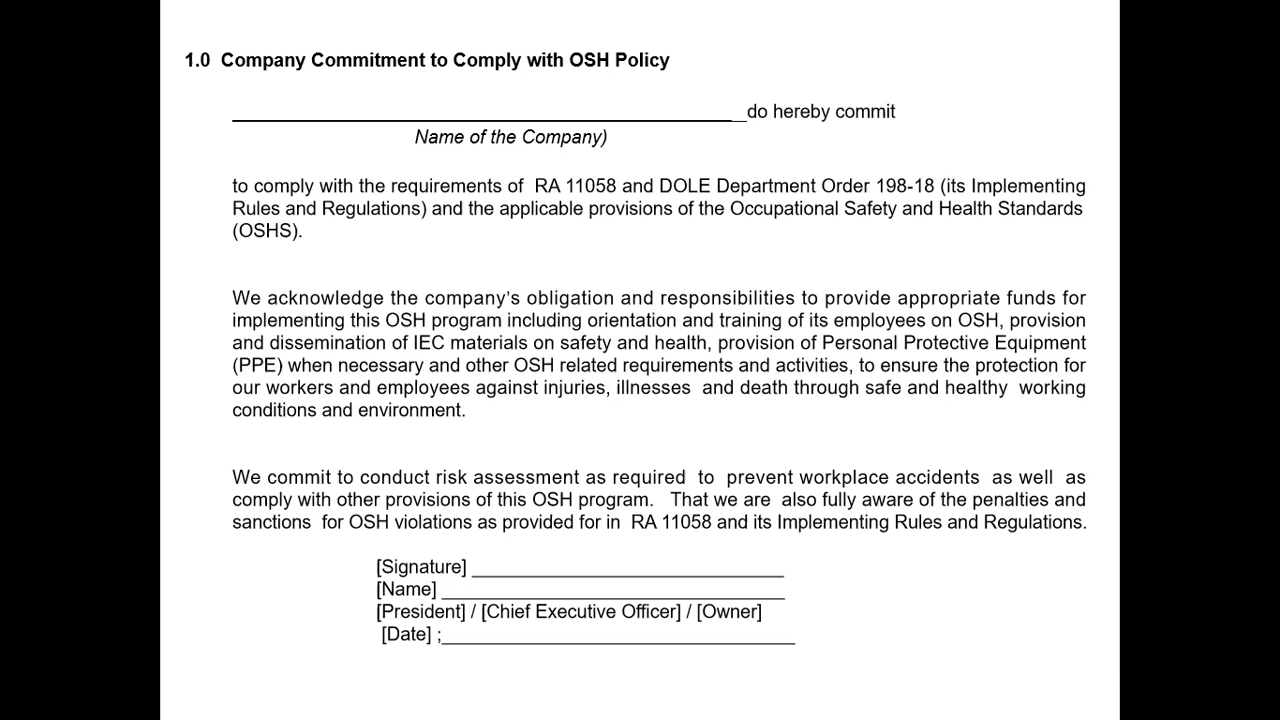 1.0 Company Commitment to Comply with OSH Policy
__________________________________________________do hereby commit
Name of the Company)
to comply with the requirements of RA 11058 and DOLE Department Order 198-18 (its Implementing
Rules and Regulations) and the applicable provisions of the Occupational Safety and Health Standards
(OSHS).
We acknowledge the company's obligation and responsibilities to provide appropriate funds for
implementing this OSH program including orientation and training of its employees on OSH, provision
and dissemination of IEC materials on safety and health, provision of Personal Protective Equipment
(PPE) when necessary and other OSH related requirements and activities, to ensure the protection for
our workers and employees against injuries, illnesses and death through safe and healthy working
conditions and environment.
We commit to conduct risk assessment as required to prevent workplace accidents as well as
comply with other provisions of this OSH program. That we are also fully aware of the penalties and
sanctions for OSH violations as provided for in RA 11058 and its Implementing Rules and Regulations.
[Signature] ____________________________
[Name] _______________________________
[President] / [Chief Executive Officer] / [Owner]
[Date] ;________________________________